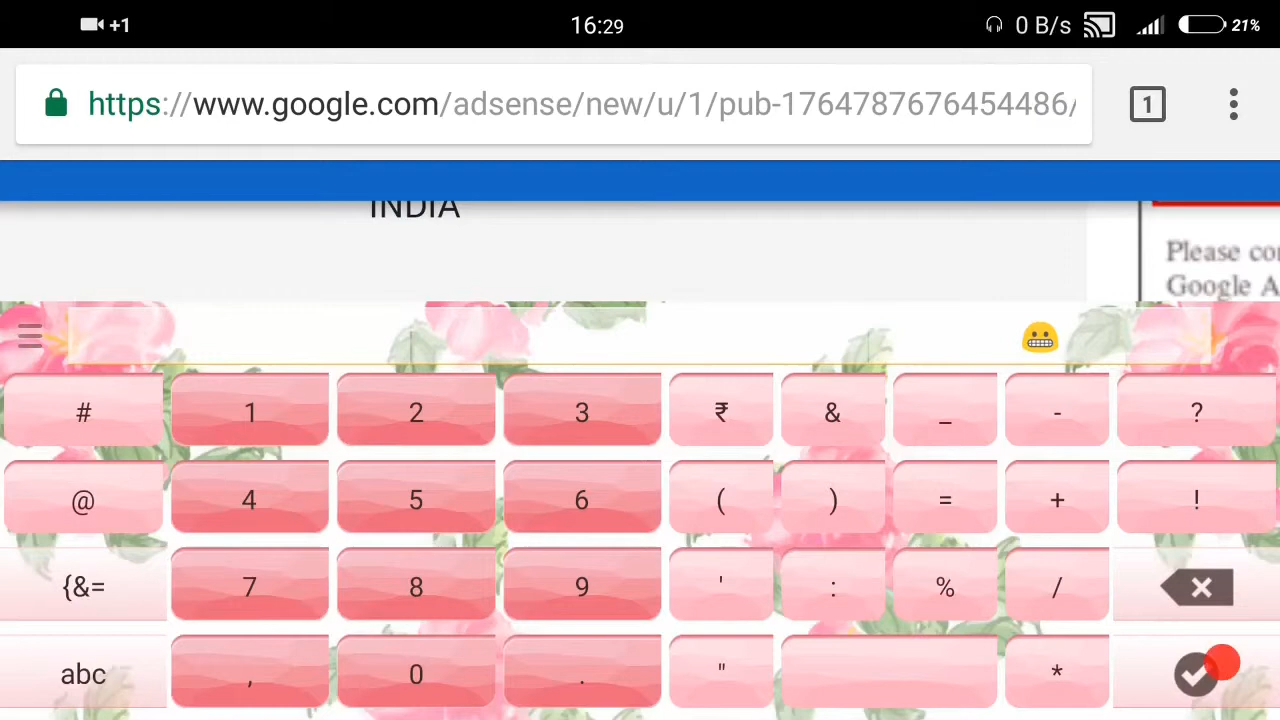 +1 16:29 0 B/s 21%
https://www.google.com/adsense/new/u/1/pub-1764787676454486/ 1
INDIA
Please
Google A
# 1 2 3 ₹ & _ - ?
@ 4 5 6 ( ) = + !
{&= 7 8 9 ' : % /
abc , 0 . " *